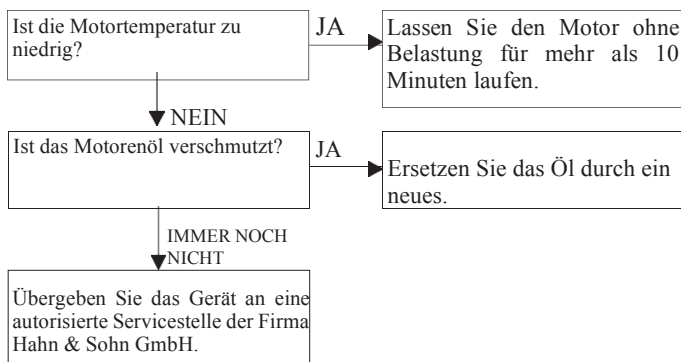 Ist die Motortemperatur zu
niedrig?
JA
Lassen Sie den Motor ohne
Belastung für mehr als 10
Minuten laufen.
NEIN
Ist das Motorenöl verschmutzt?
JA
Ersetzen Sie das Öl durch ein
neues.
IMMER NOCH
NICHT
Übergeben Sie das Gerät an eine
autorisierte Servicestelle der Firma
Hahn & Sohn GmbH.